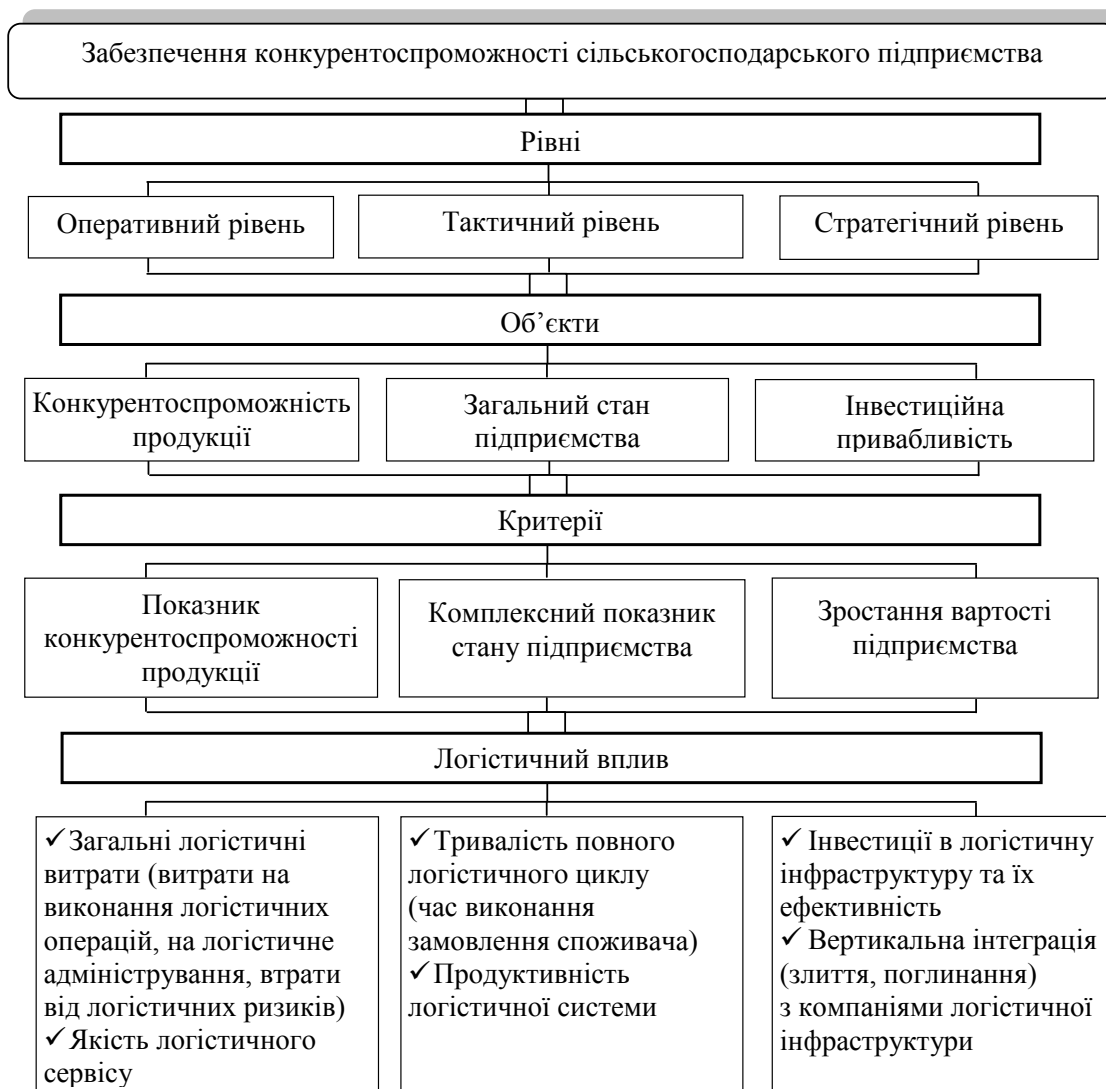 Забезпечення конкурентоспроможності сільськогосподарського підприємства
Рівні
Оперативний рівень
Тактичний рівень
Стратегічний рівень
Об’єкти
Конкурентоспроможність
продукції
Загальний стан
підприємства
Інвестиційна
привабливість
Критерії
Показник
конкурентоспроможності
продукції
Комплексний показник
стану підприємства
Зростання вартості
підприємства
Логістичний вплив
✓ Загальні логістичні
витрати (витрати на
виконання логістичних
операцій, на логістичне
адміністрування, втрати
від логістичних ризиків)
✓ Якість логістичного
сервісу
✓ Тривалість повного
логістичного циклу
(час виконання
замовлення споживача)
✓ Продуктивність
логістичної системи
✓ Інвестиції в логістичну
інфраструктуру та їх
ефективність
✓ Вертикальна інтеграція
(злиття, поглинання)
з компаніями логістичної
інфраструктури